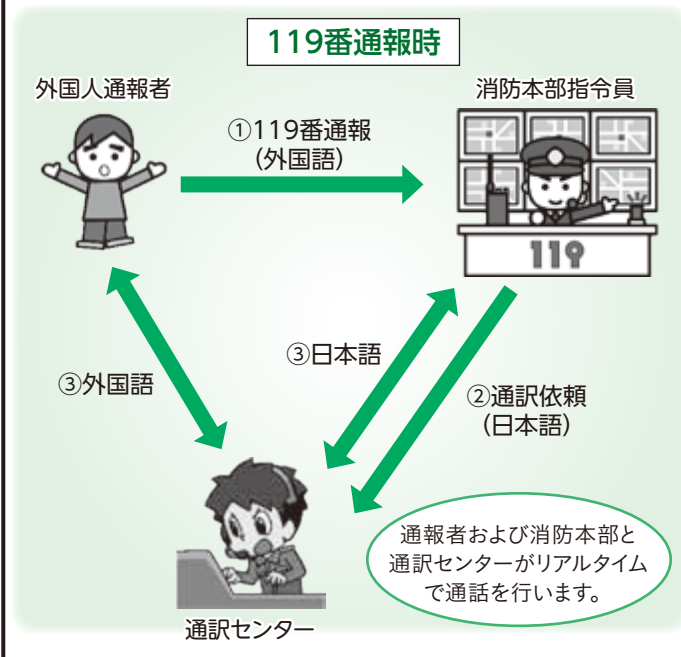 119番通報時
外国人通報者
消防本部指令員
①119番通報
(外国語)
119
③外国語
③日本語
②通訳依頼
(日本語)
通報者および消防本部と
通訳センターがリアルタイム
で通話を行います。
通訳センター